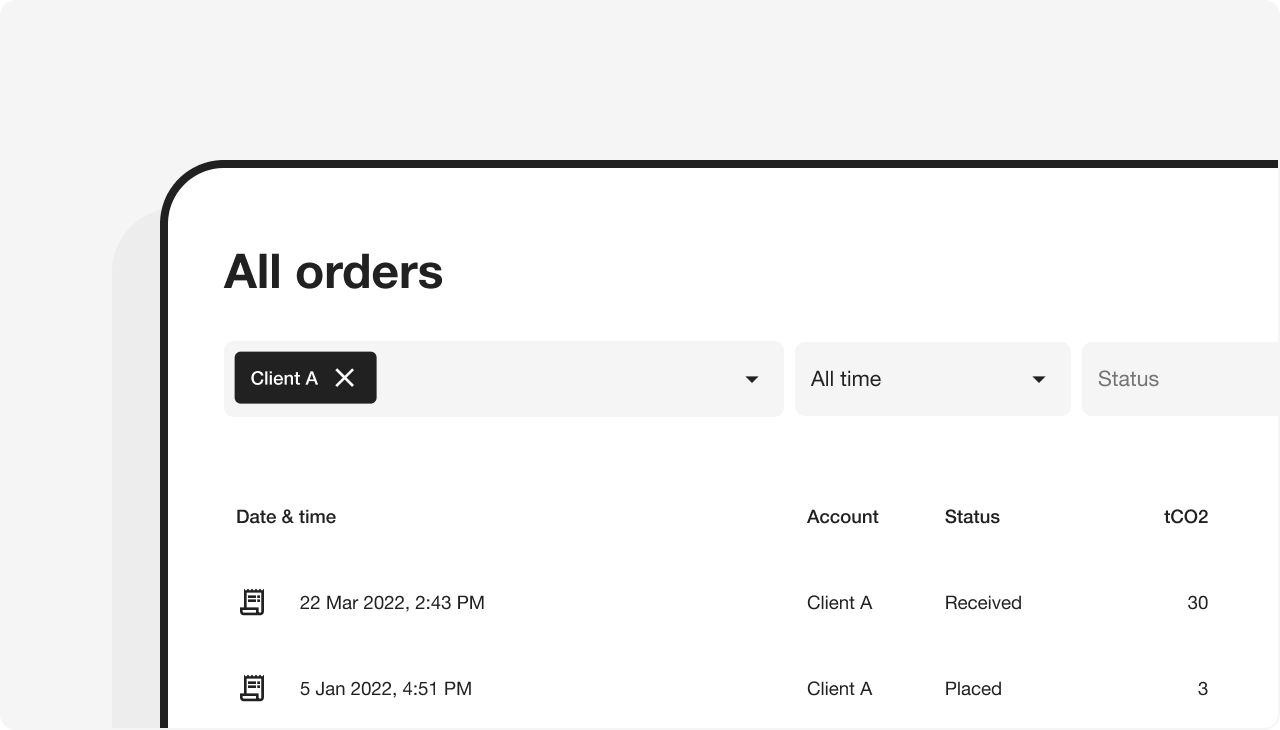 All orders
Client A All time Status
Date & time Account Status tCO2
22 Mar 2022, 2:43 PM Client A Received 30
5 Jan 2022, 4:51 PM Client A Placed 3